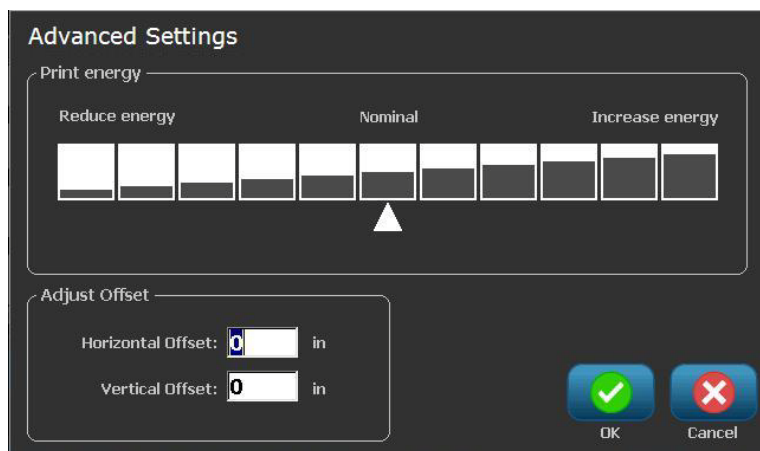 Advanced Settings
Print energy
Reduce energy Nominal Increase energy
Adjust Offset
Horizontal Offset: 0 in
Vertical Offset: 0 in
OK Cancel